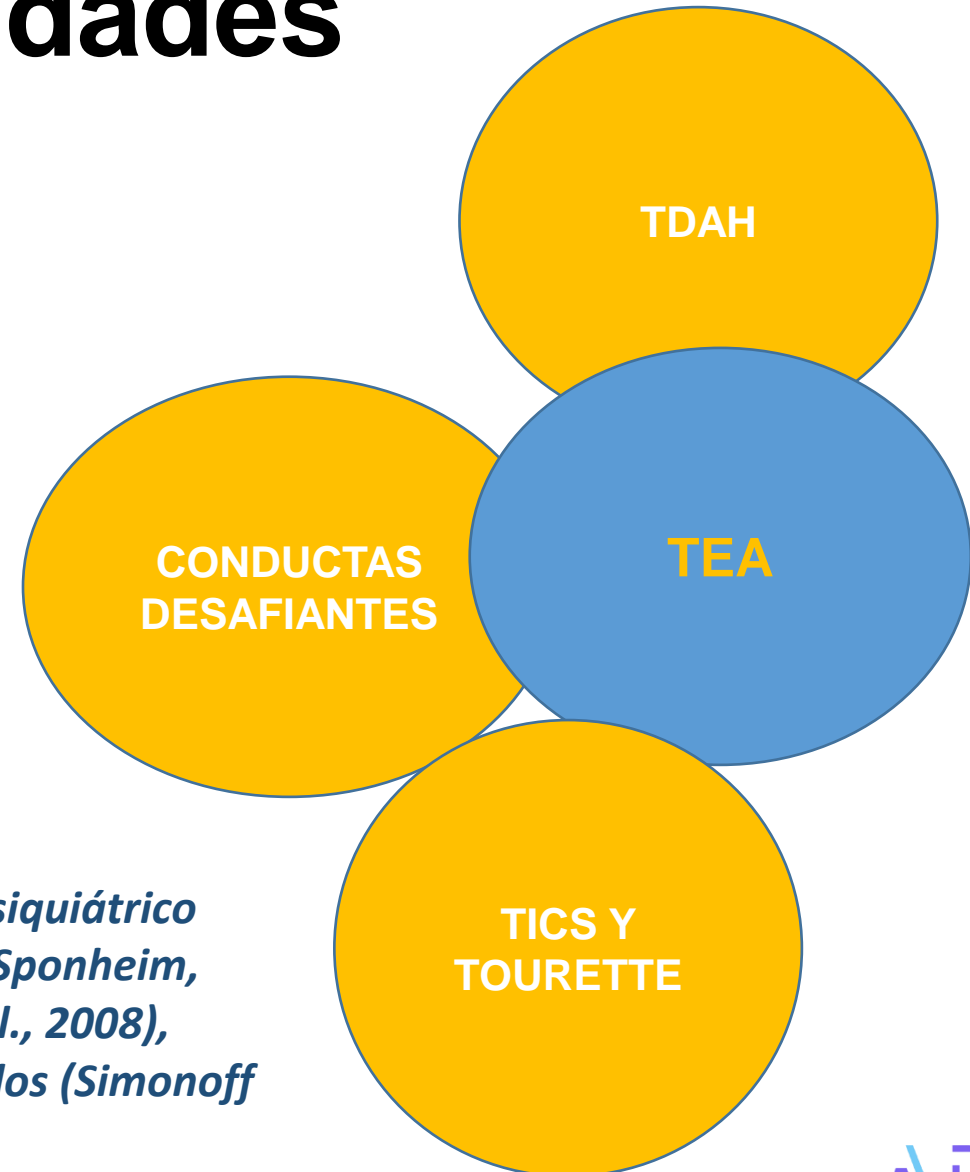 dades
TDAH
TEA
CONDUCTAS
DESAFIANTES
TICS Y
TOURETTE
siquiátrico
Sponheim,
l., 2008),
los (Simonoff